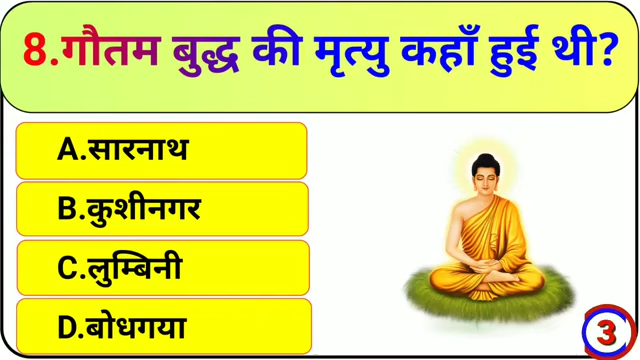 8.गौतम बुद्ध की मृत्यु कहाँ हुई थी?
A.सारनाथ
B.कुशीनगर
C.लुम्बिनी
D.बोधगया
3